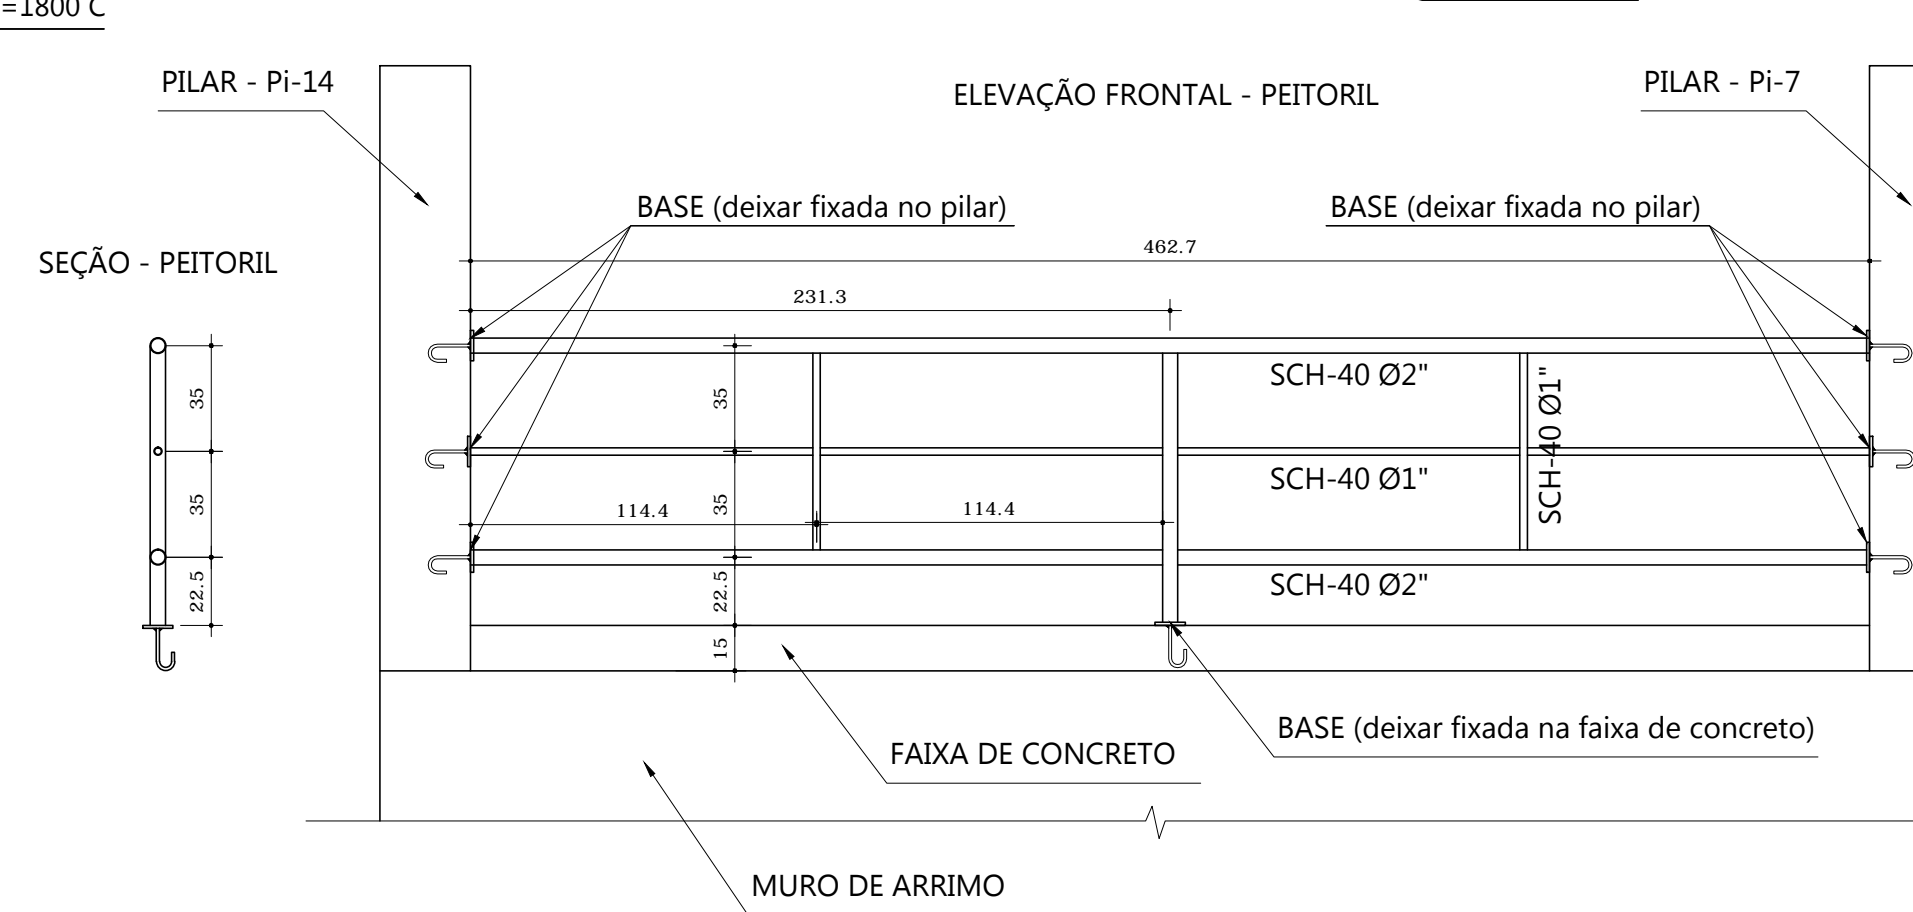 =1800 C
PILAR - Pi-14
ELEVAÇÃO FRONTAL - PEITORIL
PILAR - Pi-7
BASE (deixar fixada no pilar)
BASE (deixar fixada no pilar)
SEÇÃO - PEITORIL
462.7
231.3
35
35
22.5
35
35
22.5
15
114.4
114.4
SCH-40 Ø2"
SCH-40 Ø1"
SCH-40 Ø1"
SCH-40 Ø2"
BASE (deixar fixada na faixa de concreto)
FAIXA DE CONCRETO
MURO DE ARRIMO